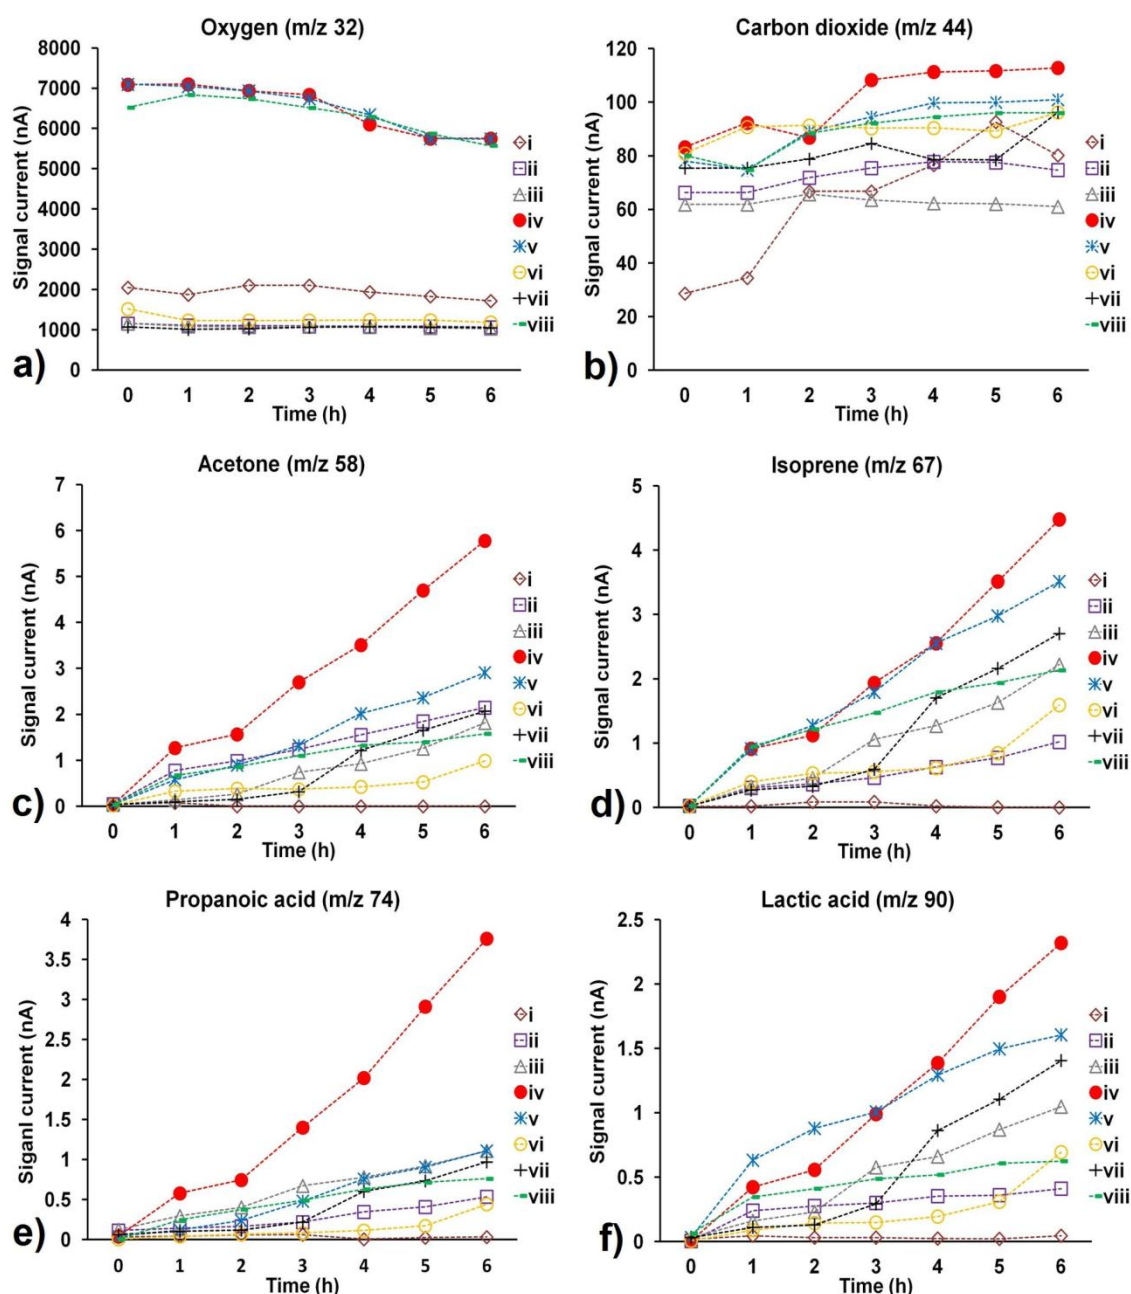 Oxygen (m/z 32)
Signal current (nA)
8000
7000
6000
5000
4000
3000
2000
1000
0
0 1 2 3 4 5 6
Time (h)
i
ii
iii
iv
v
vi
vii
viii
a)
Carbon dioxide (m/z 44)
Signal current (nA)
120
100
80
60
40
20
0
0 1 2 3 4 5 6
Time (h)
i
ii
iii
iv
v
vi
vii
viii
b)
Acetone (m/z 58)
Signal current (nA)
7
6
5
4
3
2
1
0
0 1 2 3 4 5 6
Time (h)
i
ii
iii
iv
v
vi
vii
viii
c)
Isoprene (m/z 67)
Signal current (nA)
5
4
3
2
1
0
0 1 2 3 4 5 6
Time (h)
i
ii
iii
iv
v
vi
vii
viii
d)
Propanoic acid (m/z 74)
Siganl current (nA)
4
3.5
3
2.5
2
1.5
1
0.5
0
0 1 2 3 4 5 6
Time (h)
i
ii
iii
iv
v
vi
vii
viii
e)
Lactic acid (m/z 90)
Signal current (nA)
2.5
2
1.5
1
0.5
0
0 1 2 3 4 5 6
Time (h)
i
ii
iii
iv
v
vi
vii
viii
f)